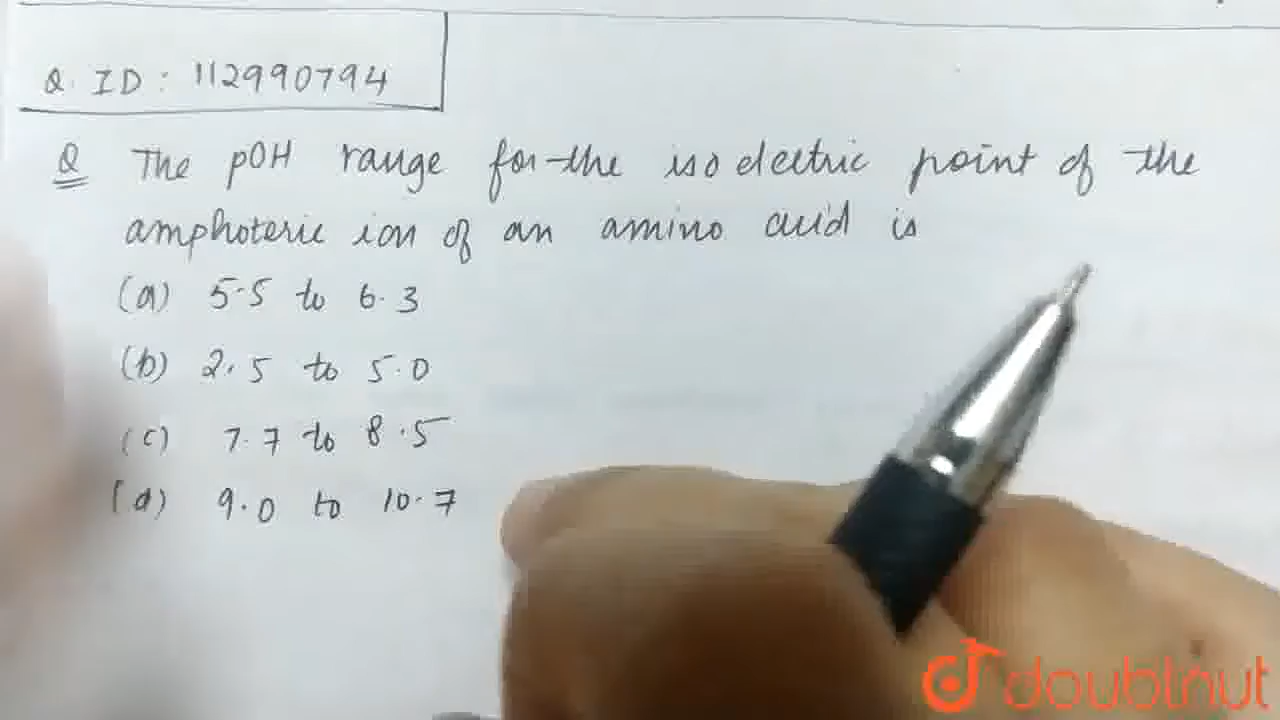 Q. ID : 112990794
Q The pOH range for the isoelectric point of the
amphoteric ion of an amino acid is
(a) 5.5 to 6.3
(b) 2.5 to 5.0
(c) 7.7 to 8.5
(d) 9.0 to 10.7
doubtnut